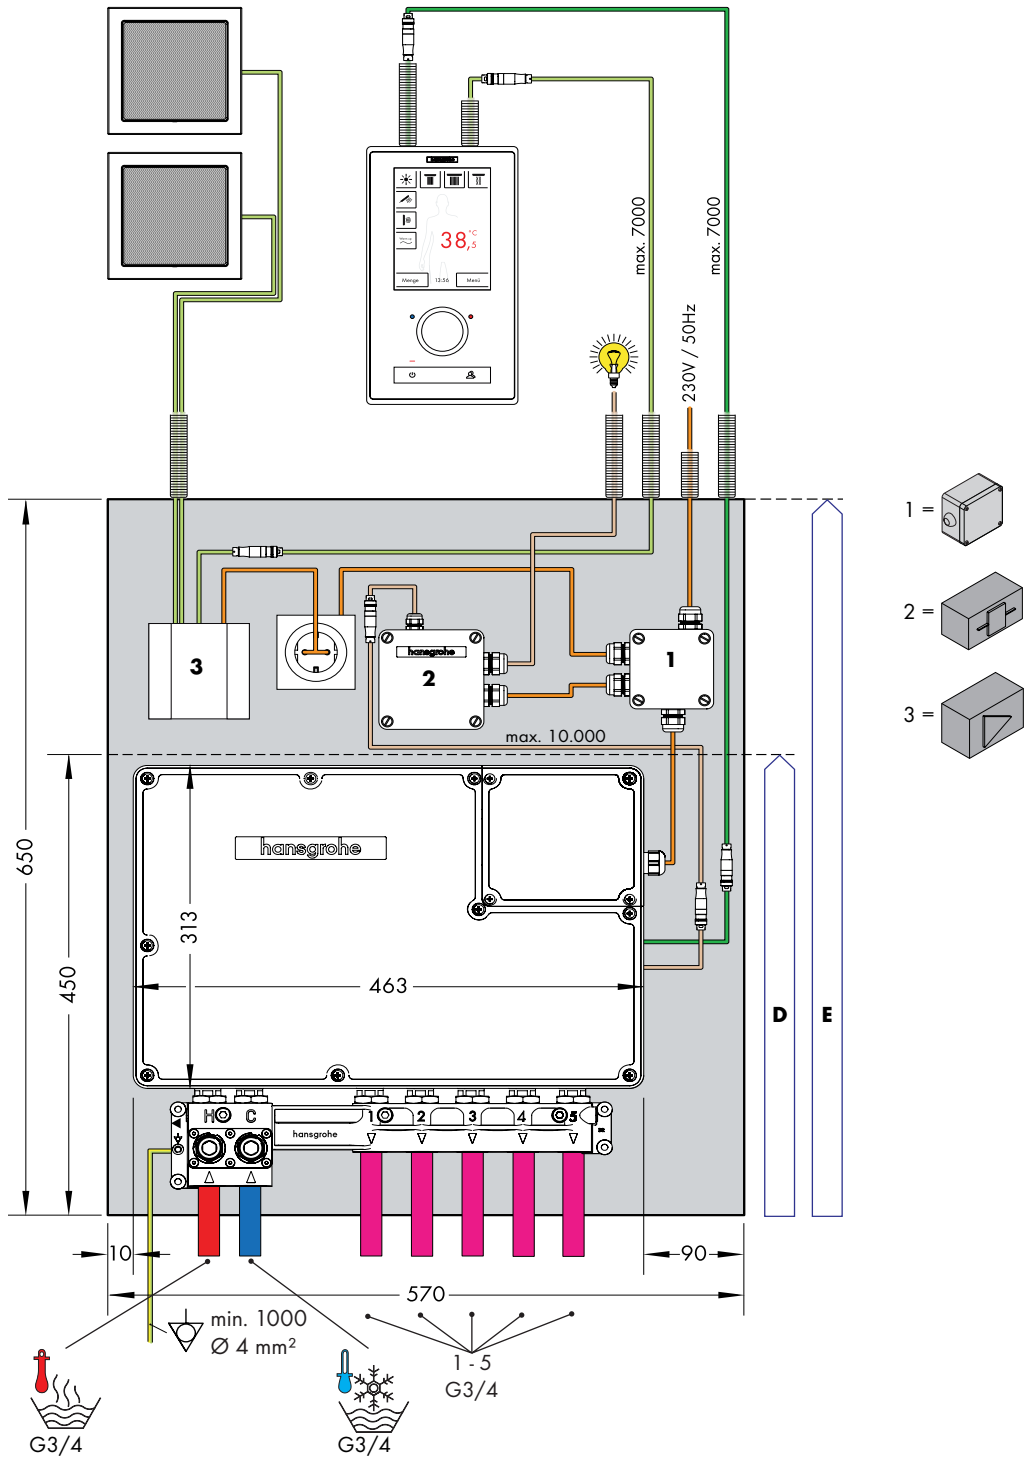 38,5 °C
Menge 13:56 Menü
max. 7000
max. 7000
230V / 50Hz
1 =
2 =
3 =
3
hansgrohe
2
1
max. 10.000
650
450
313
hansgrohe
463
D
E
H C
hansgrohe
1 2 3 4 5
10
90
570
min. 1000
Ø 4 mm²
1 - 5
G3/4
G3/4
G3/4